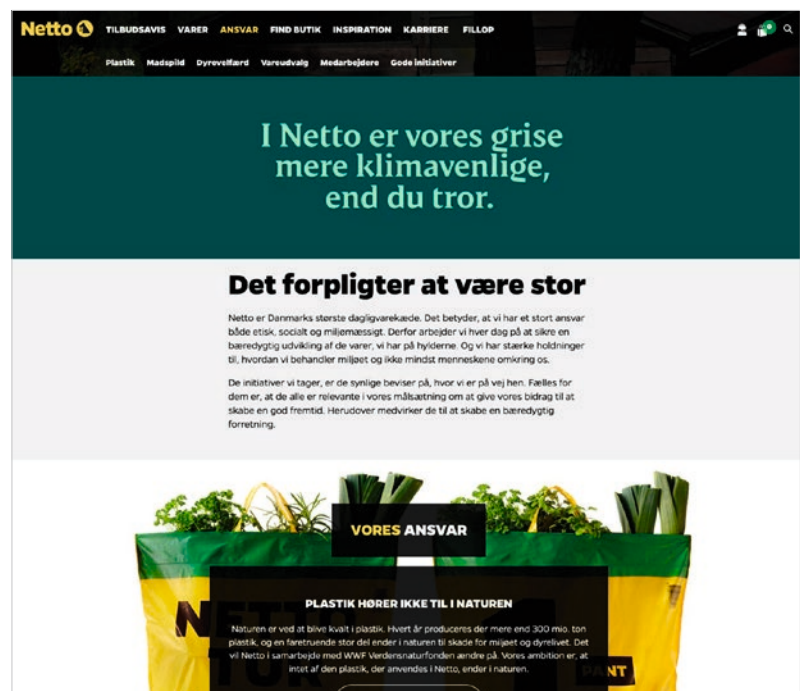 Netto
TILBUDSAVIS VARER ANSVAR FIND BUTIK INSPIRATION KARRIERE FILLOP
0
Plastik Madspild Dyrevelfærd Vareudvalg Medarbejdere Gode initiativer
I Netto er vores grise
mere klimavenlige,
end du tror.
Det forpligter at være stor
Netto er Danmarks største dagligvarekæde. Det betyder, at vi har et stort ansvar
både etisk, socialt og miljømæssigt. Derfor arbejder vi hver dag på at sikre en
bæredygtig udvikling af de varer, vi har på hylderne. Og vi har stærke holdninger
til, hvordan vi behandler miljøet og ikke mindst menneskene omkring os.
De initiativer vi tager, er de synlige beviser på, hvor vi er på vej hen. Fælles for
dem er, at de alle er relevante i vores målsætning om at give vores bidrag til at
skabe en god fremtid. Herudover medvirker de til at skabe en bæredygtig
forretning.
VORES ANSVAR
PLASTIK HØRER IKKE TIL I NATUREN
Naturen er ved at blive kvalt i plastik. Hvert år produceres der mere end 300 mio. ton
plastik, og en faretruende stor del ender i naturen til skade for miljøet og dyrelivet. Det
vil Netto i samarbejde med WWF Verdensnaturfonden ændre på. Vores ambition er, at
intet af den plastik, der anvendes i Netto, ender i naturen.
PANT